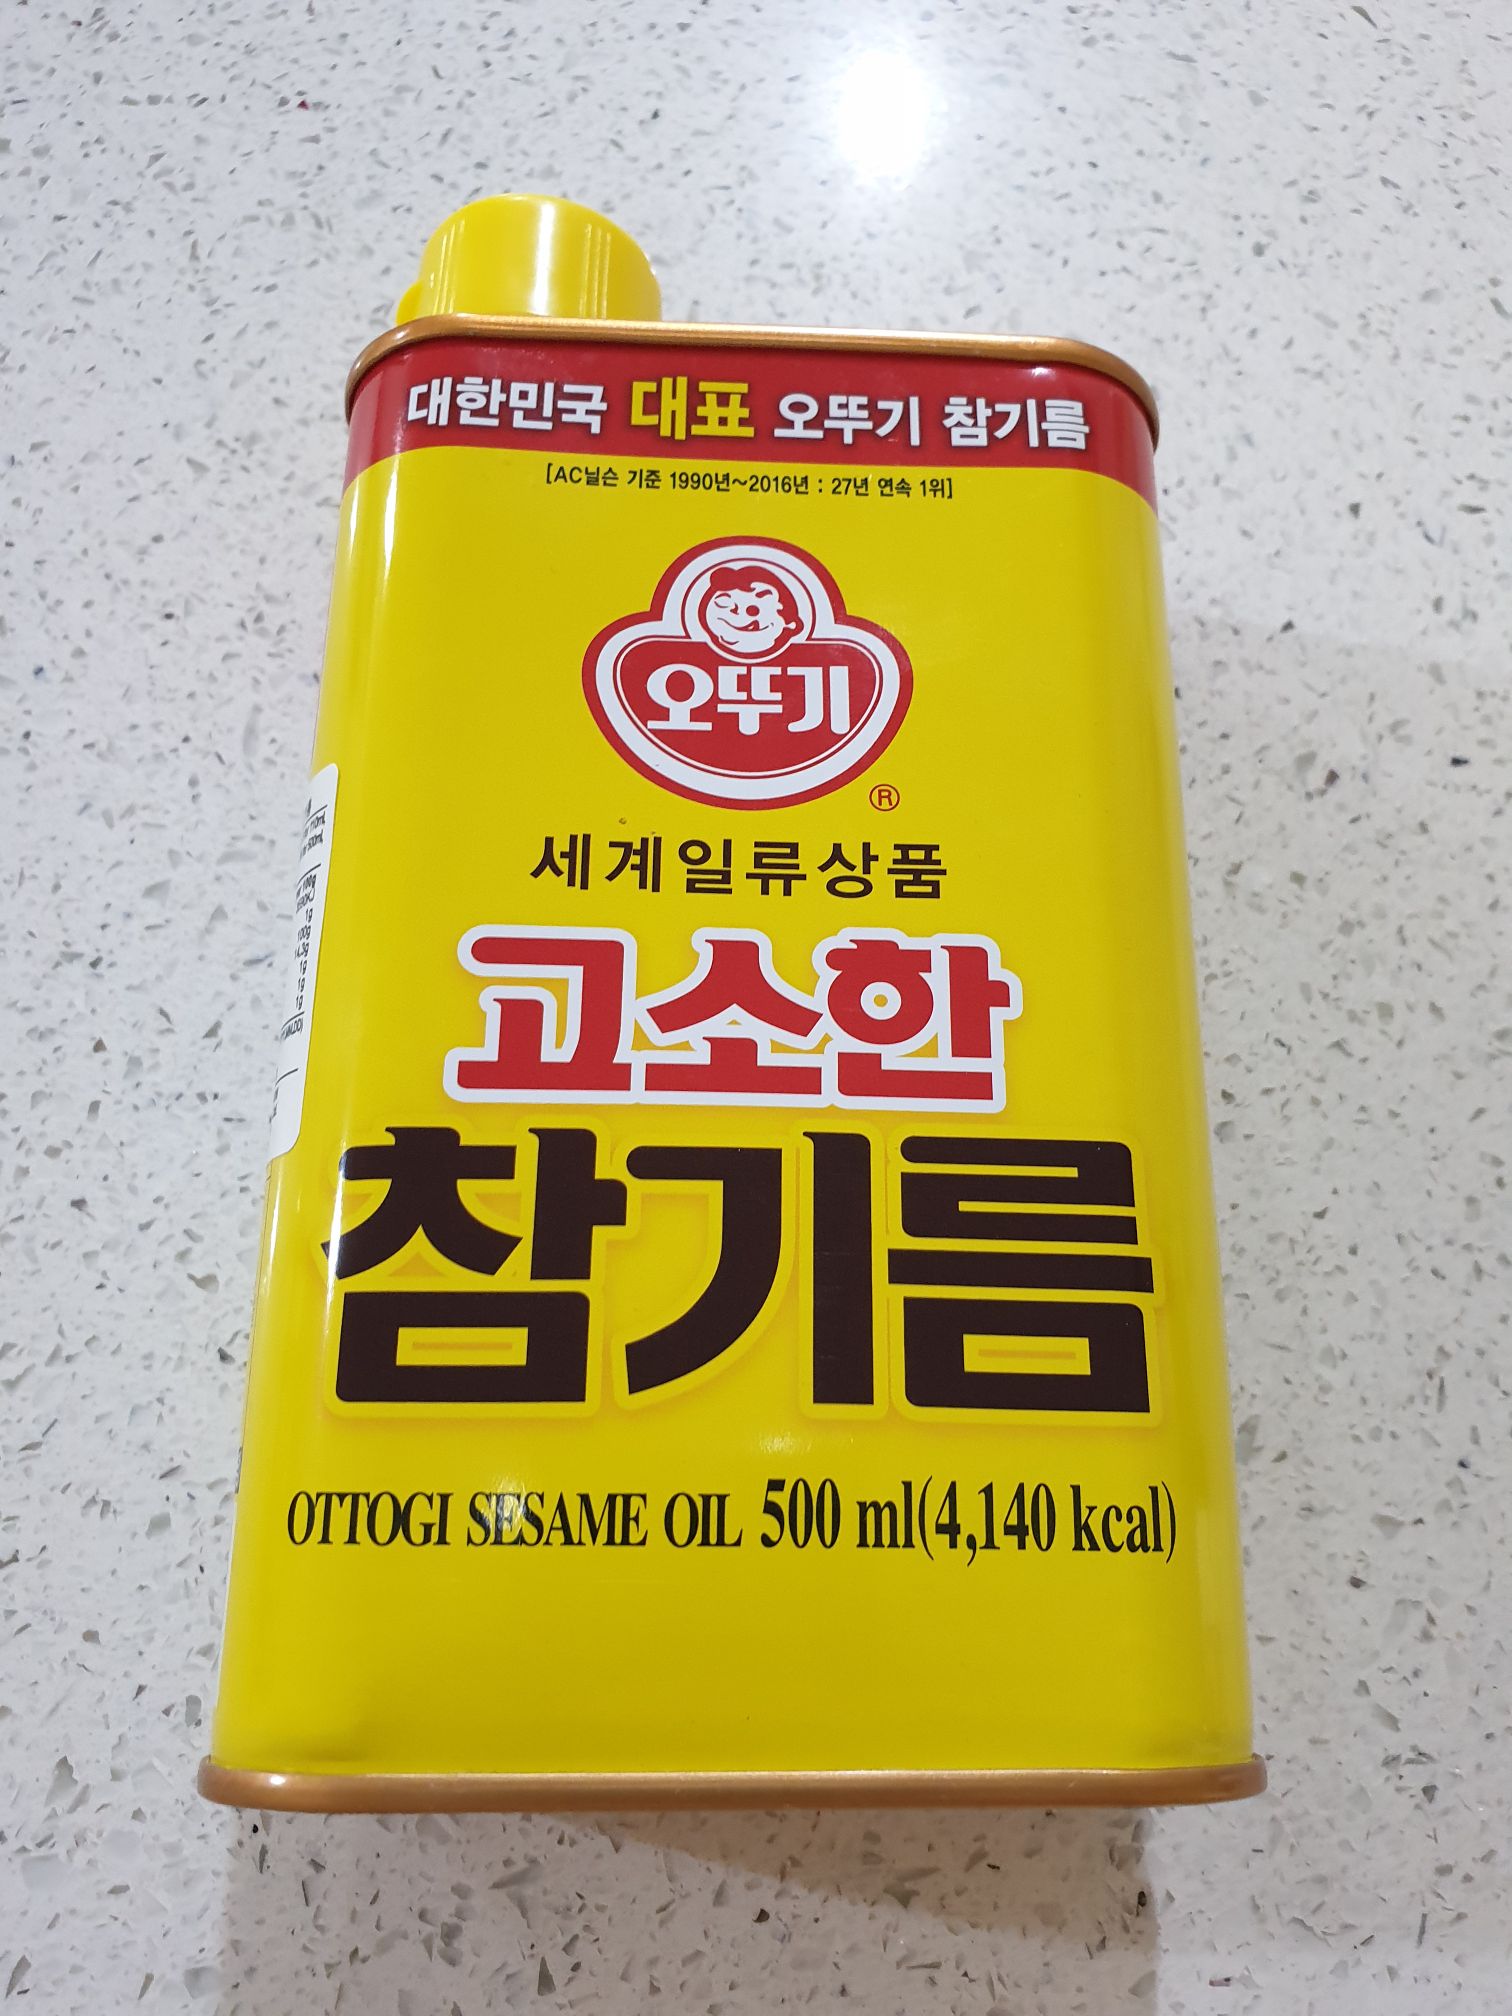 대한민국 대표 오뚜기 참기름
[AC닐슨 기준 1990년~2016년 : 27년 연속 1위]
오뚜기
®
세계일류상품
고소한
참기름
OTTOGI SESAME OIL 500 ml(4,140 kcal)